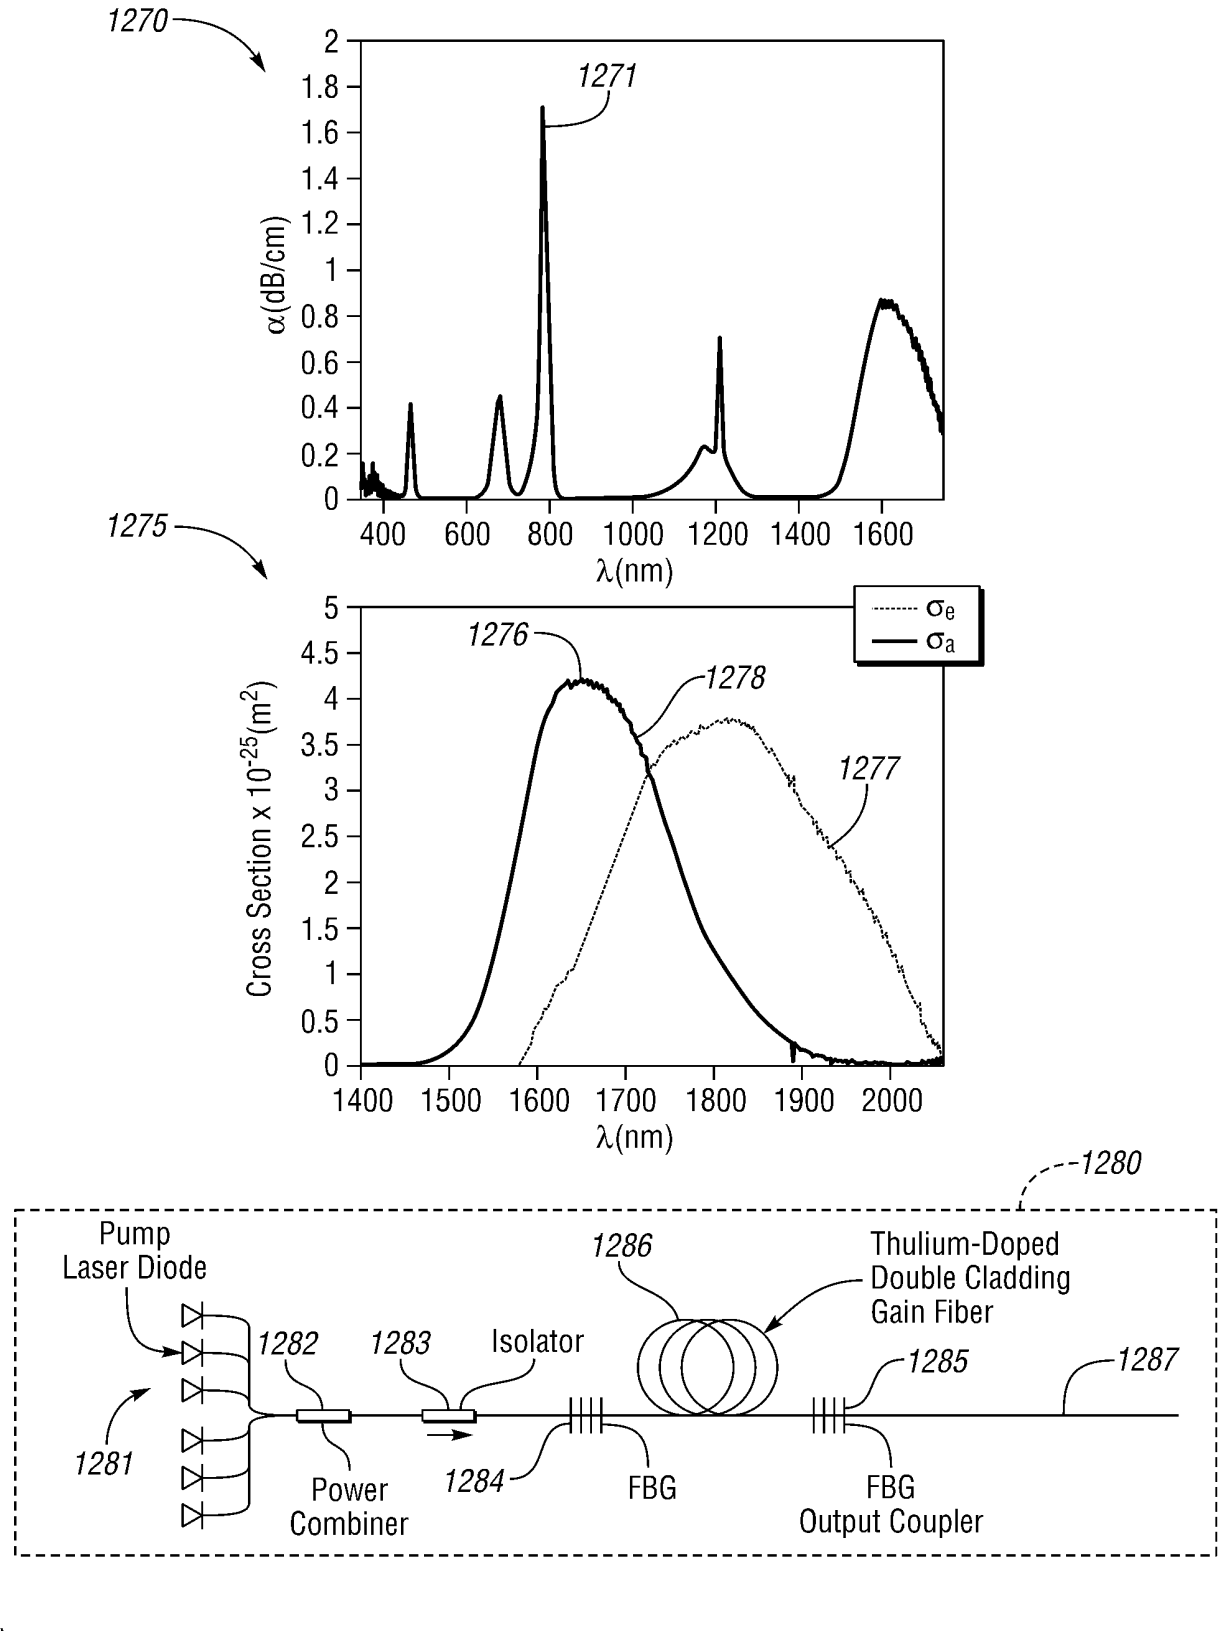 1270
2
1.8
1271
1.6
1.4
1.2
1
0.8
0.6
0.4
0.2
0
α(dB/cm)
400 600 800 1000 1200 1400 1600
λ(nm)
1275
5
4.5
4
3.5
3
2.5
2
1.5
1
0.5
0
Cross Section x 10⁻²⁵(m²)
σe
σa
1276
1278
1277
1400 1500 1600 1700 1800 1900 2000
λ(nm)
1280
Pump
Laser Diode
1281
1282
Power
Combiner
1283
Isolator
1284
FBG
1286
Thulium-Doped
Double Cladding
Gain Fiber
1285
FBG
Output Coupler
1287